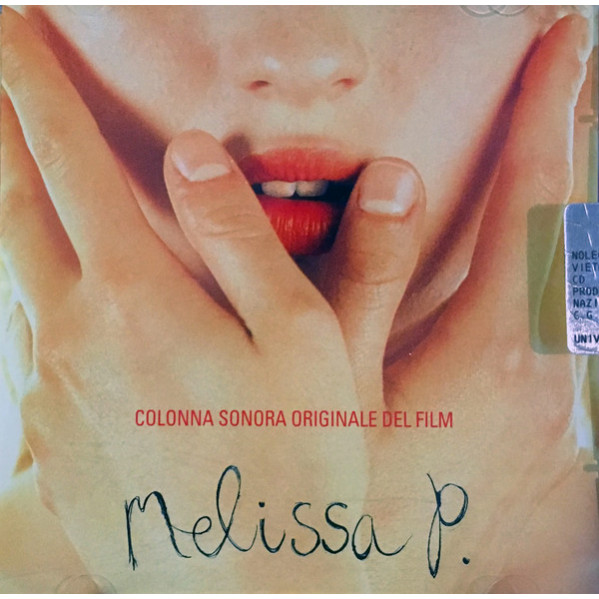 NOLE
VIET
CD
PROD
NAZI
G.G
UNIV
COLONNA SONORA ORIGINALE DEL FILM
Melissa P.